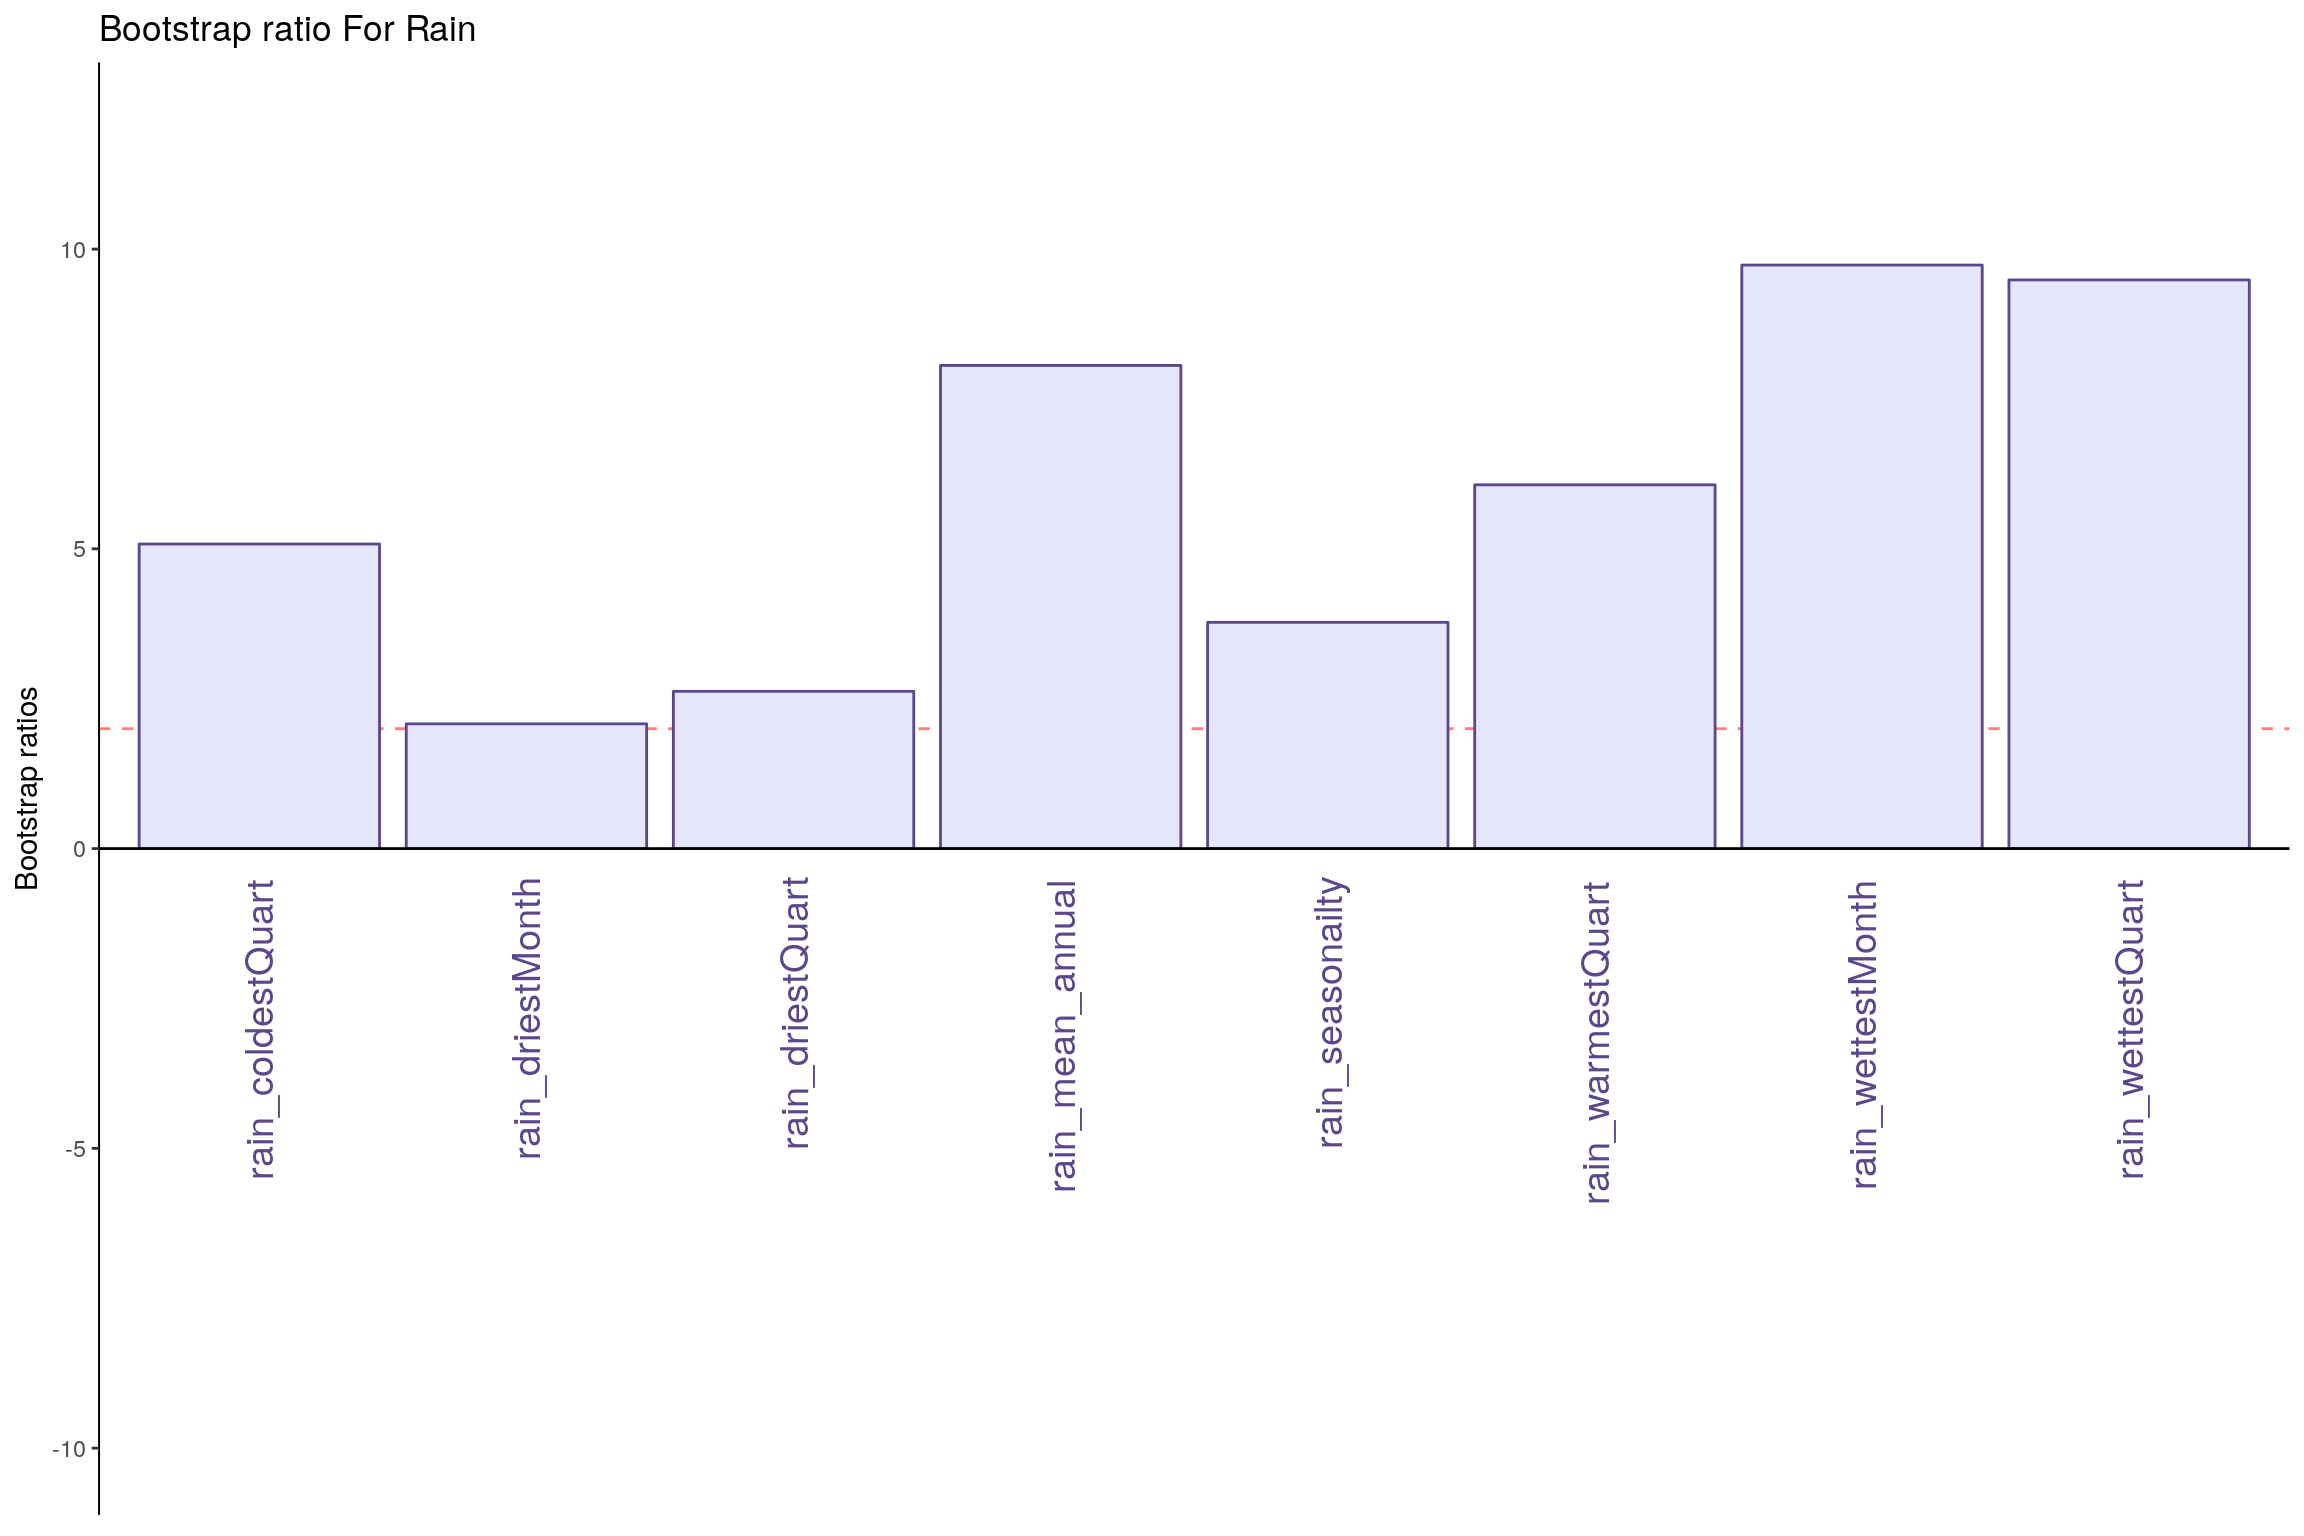 Bootstrap ratio For Rain
Bootstrap ratios
10
5
0
-5
-10
rain_coldestQuart
rain_driestMonth
rain_driestQuart
rain_mean_annual
rain_seasonailty
rain_warmestQuart
rain_wettestMonth
rain_wettestQuart